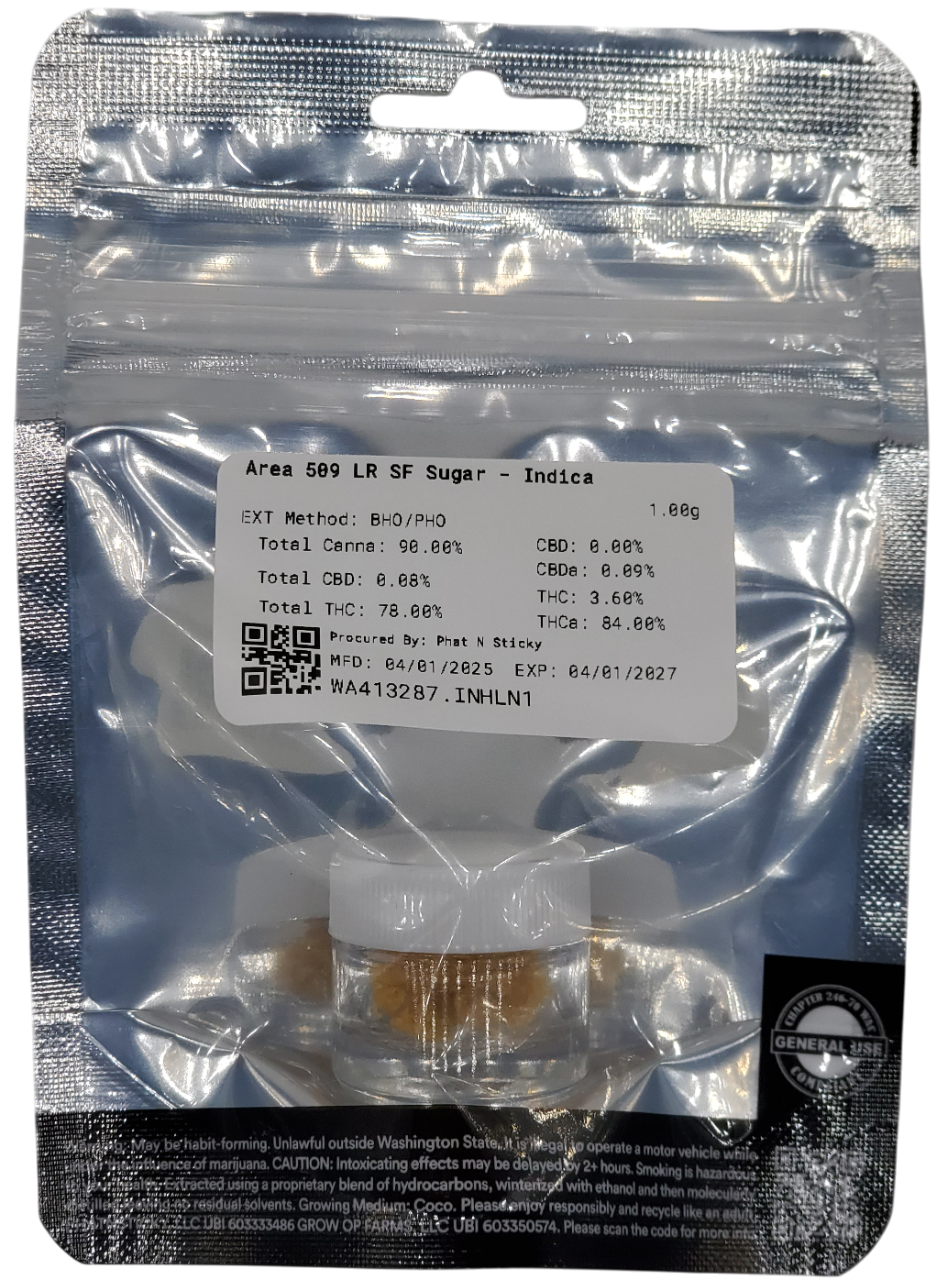 Area 509 LR SF Sugar - Indica
1.00g
EXT Method: BHO/PHO
Total Canna: 90.00%
CBD: 0.00%
CBDa: 0.09%
Total CBD: 0.08%
THC: 3.60%
Total THC: 78.00%
THCa: 84.00%
Procured By: Phat N Sticky
MFD: 04/01/2025 EXP: 04/01/2027
WA413287.INHLN1
CHAPTER 246-70 WAC
GENERAL USE
COMPLIANT
May be habit-forming. Unlawful outside Washington State. It is illegal to operate a motor vehicle while
influence of marijuana. CAUTION: Intoxicating effects may be delayed by 2+ hours. Smoking is hazardous
Extracted using a proprietary blend of hydrocarbons, winterized with ethanol and then
no residual solvents. Growing Medium: Coco. Please enjoy responsibly and recycle like an adult.
LLC UBI 603333486 GROW OP FARMS, LLC UBI 603350574. Please scan the code for more info.